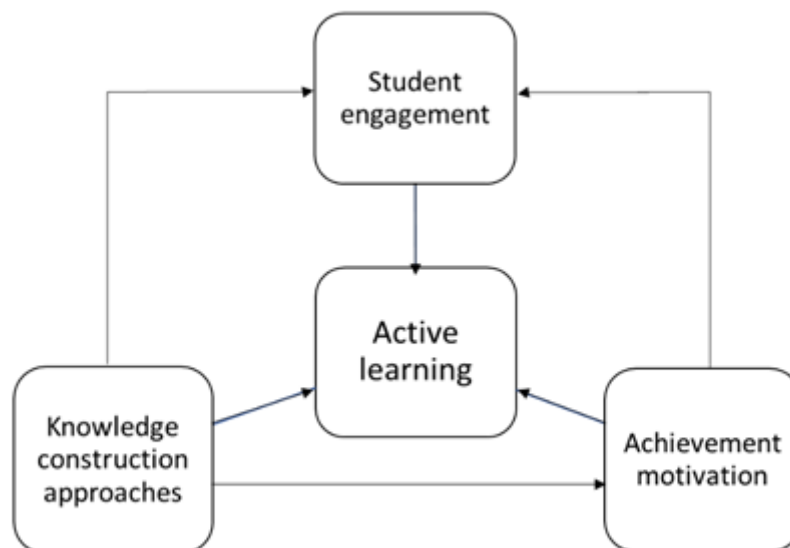 Student
engagement
Active
learning
Knowledge
construction
approaches
Achievement
motivation